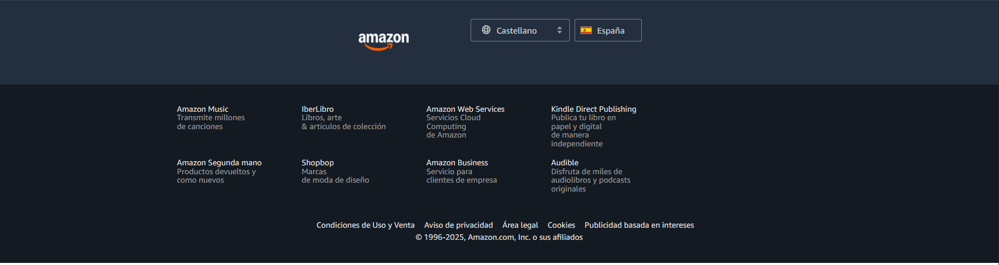 amazon
Castellano
España
Amazon Music
Transmite millones
de canciones
IberLibro
Libros, arte
& artículos de colección
Amazon Web Services
Servicios Cloud
Computing
de Amazon
Kindle Direct Publishing
Publica tu libro en
papel y digital
de manera
independiente
Amazon Segunda mano
Productos devueltos y
como nuevos
Shopbop
Marcas
de moda de diseño
Amazon Business
Servicio para
clientes de empresa
Audible
Disfruta de miles de
audiolibros y podcasts
originales
Condiciones de Uso y Venta Aviso de privacidad Área legal Cookies Publicidad basada en intereses
© 1996-2025, Amazon.com, Inc. o sus afiliados